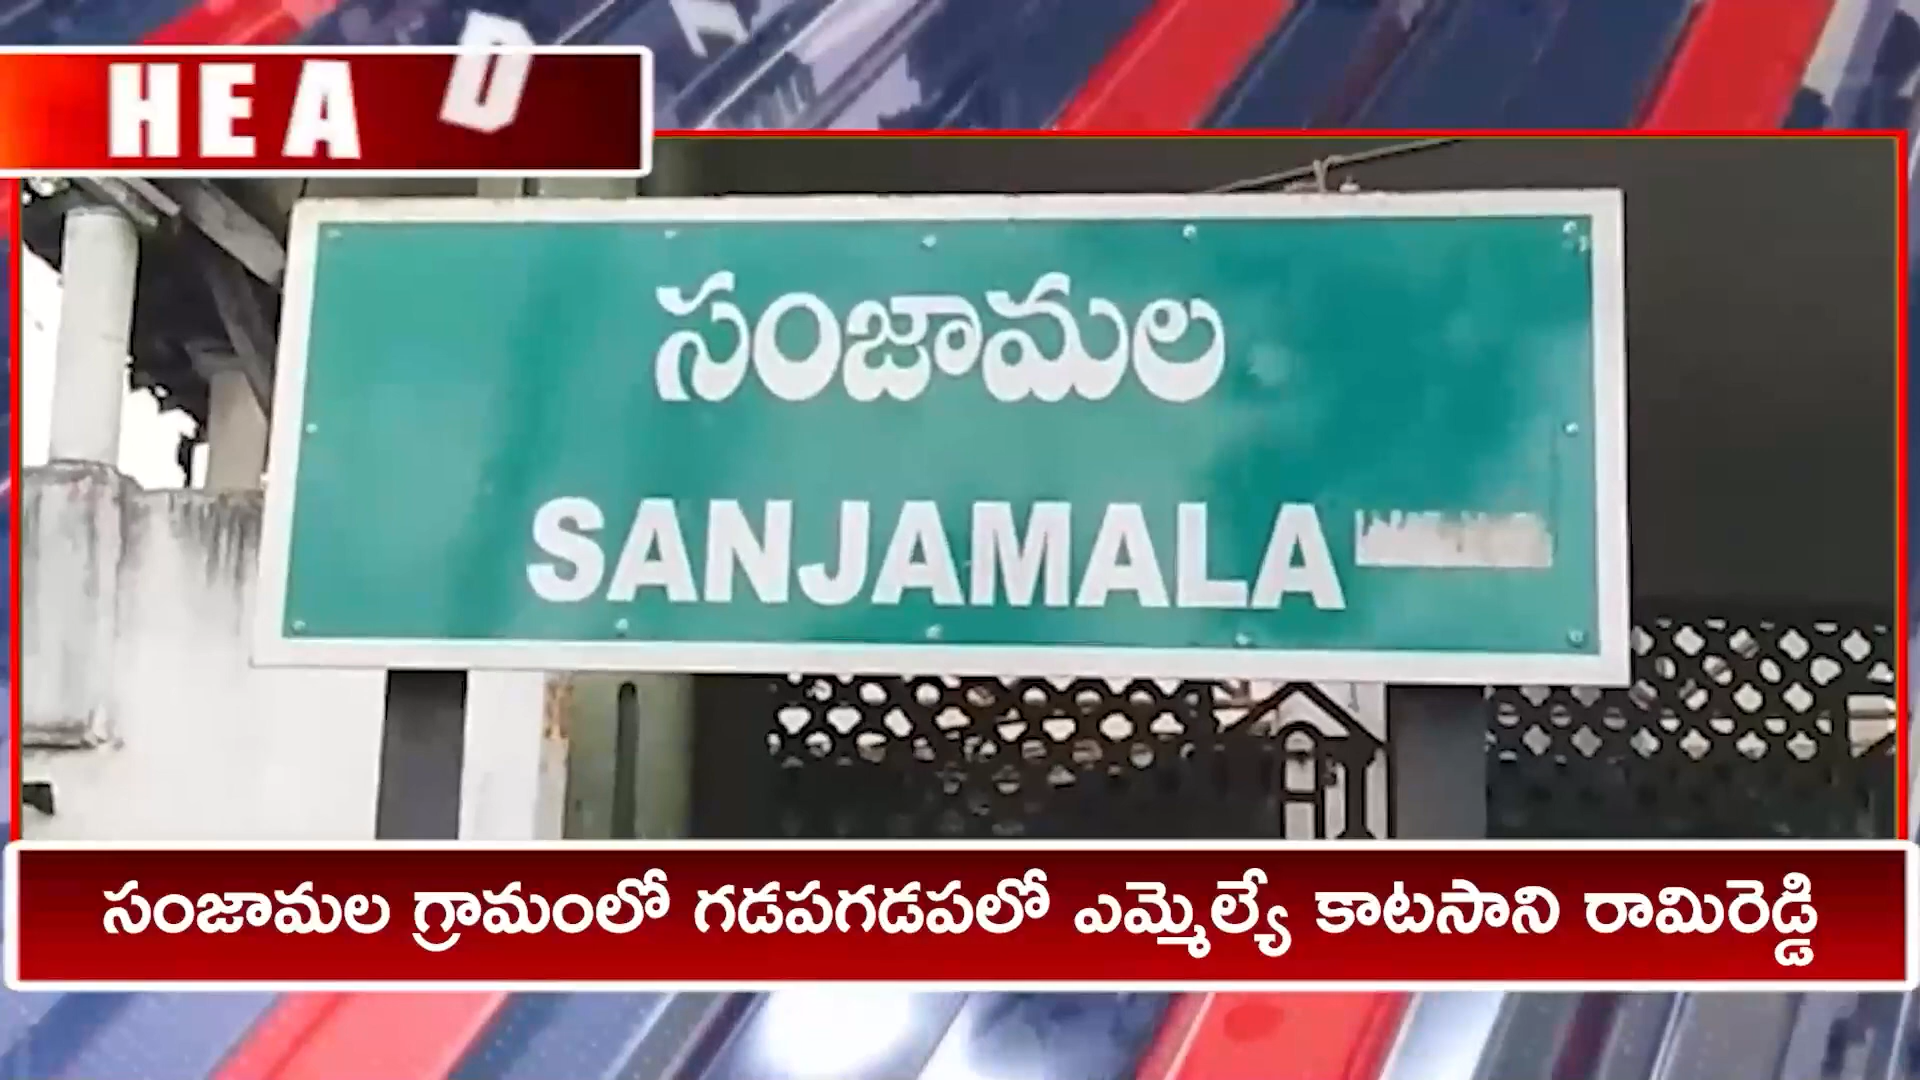 HEAD
సంజామల
SANJAMALA
సంజామల గ్రామంలో గడపగడపలో ఎమ్మెల్యే కాటసాని రామిరెడ్డి